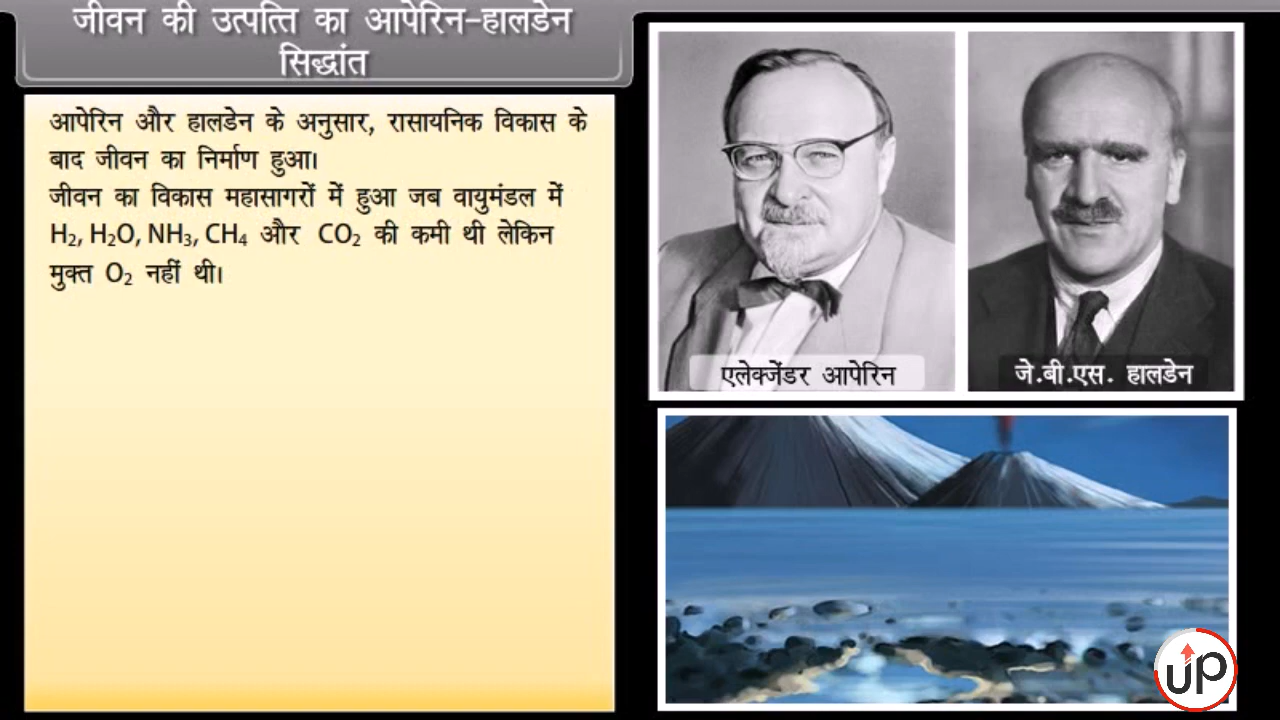 जीवन की उत्पत्ति का आपेरिन-हालडेन
सिद्धांत
आपेरिन और हालडेन के अनुसार, रासायनिक विकास के
बाद जीवन का निर्माण हुआ।
जीवन का विकास महासागरों में हुआ जब वायुमंडल में
H₂, H₂O, NH₃, CH₄ और CO₂ की कमी थी लेकिन
मुक्त O₂ नहीं थी।
एलेक्जेंडर आपेरिन
जे.बी.एस. हालडेन
UP